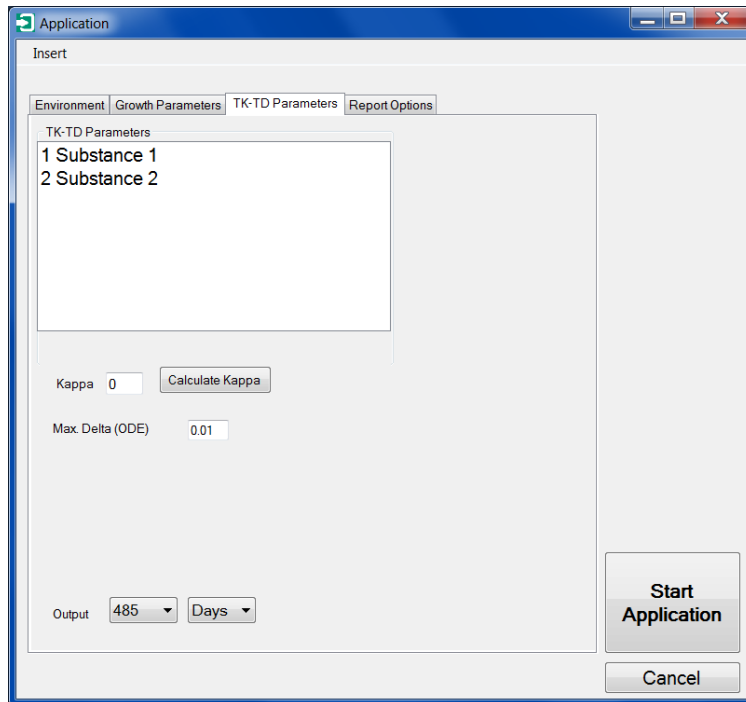 Application
Insert
Environment Growth Parameters TK-TD Parameters Report Options
TK-TD Parameters
1 Substance 1
2 Substance 2
Kappa 0 Calculate Kappa
Max. Delta (ODE) 0.01
Output 485 Days
Start
Application
Cancel